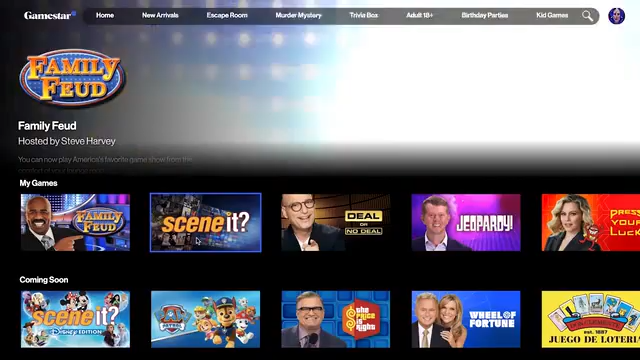 Gamestar
Home
New Arrivals
Escape Room
Murder Mystery
Trivia Box
Adult 18+
Birthday Parties
Kid Games
FAMILY
FEUD
Family Feud
Hosted by Steve Harvey
You can now play America's favorite game show from the
My Games
FAMILY
FEUD
scene it?
DEAL
OR
NO DEAL
JEOPARDY!
PRESS
YOUR
LUCK
Coming Soon
scene it?
Disney EDITION
PAW
PATROL
the
PRICE
is
Right
WHEEL OF
FORTUNE
DON CLEMENTE
est. 1887
JUEGO DE LOTERI